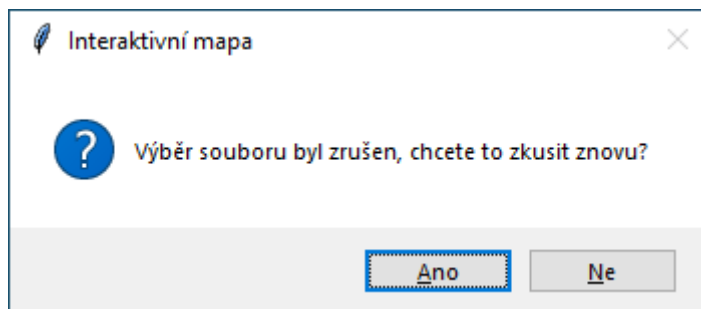 Interaktivní mapa
Výběr souboru byl zrušen, chcete to zkusit znovu?
Ano
Ne